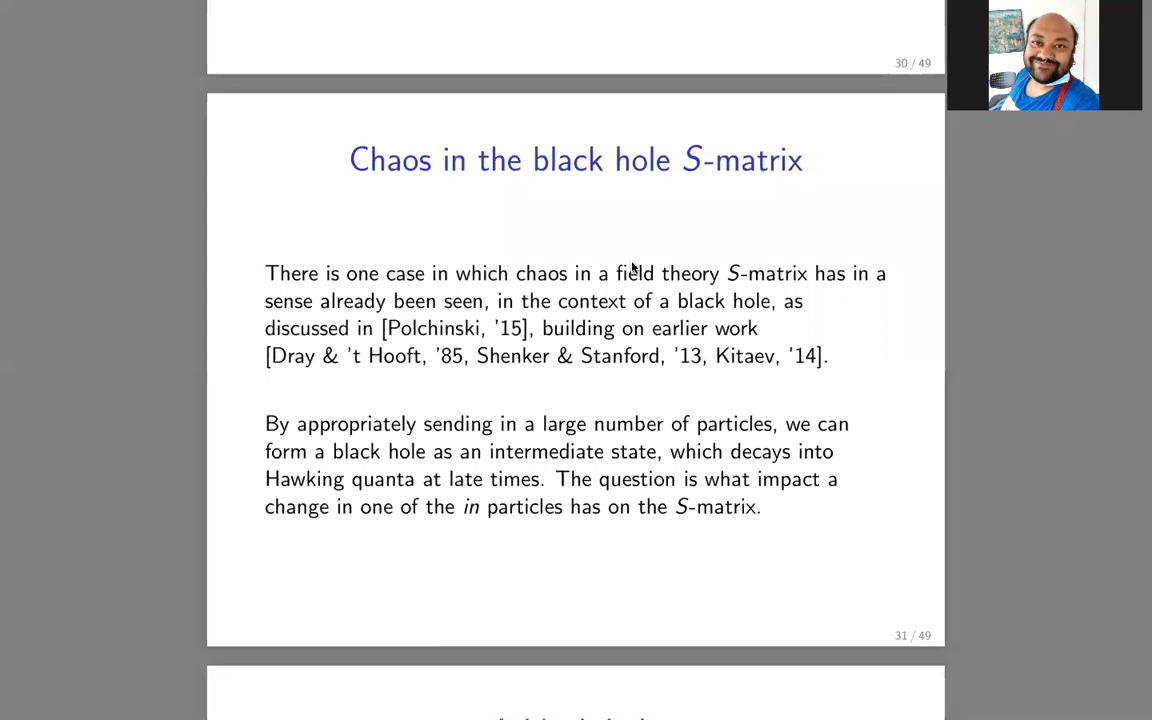 30 / 49
Chaos in the black hole S-matrix
There is one case in which chaos in a field theory S-matrix has in a
sense already been seen, in the context of a black hole, as
discussed in [Polchinski, '15], building on earlier work
[Dray & 't Hooft, '85, Shenker & Stanford, '13, Kitaev, '14].
By appropriately sending in a large number of particles, we can
form a black hole as an intermediate state, which decays into
Hawking quanta at late times. The question is what impact a
change in one of the in particles has on the S-matrix.
31 / 49